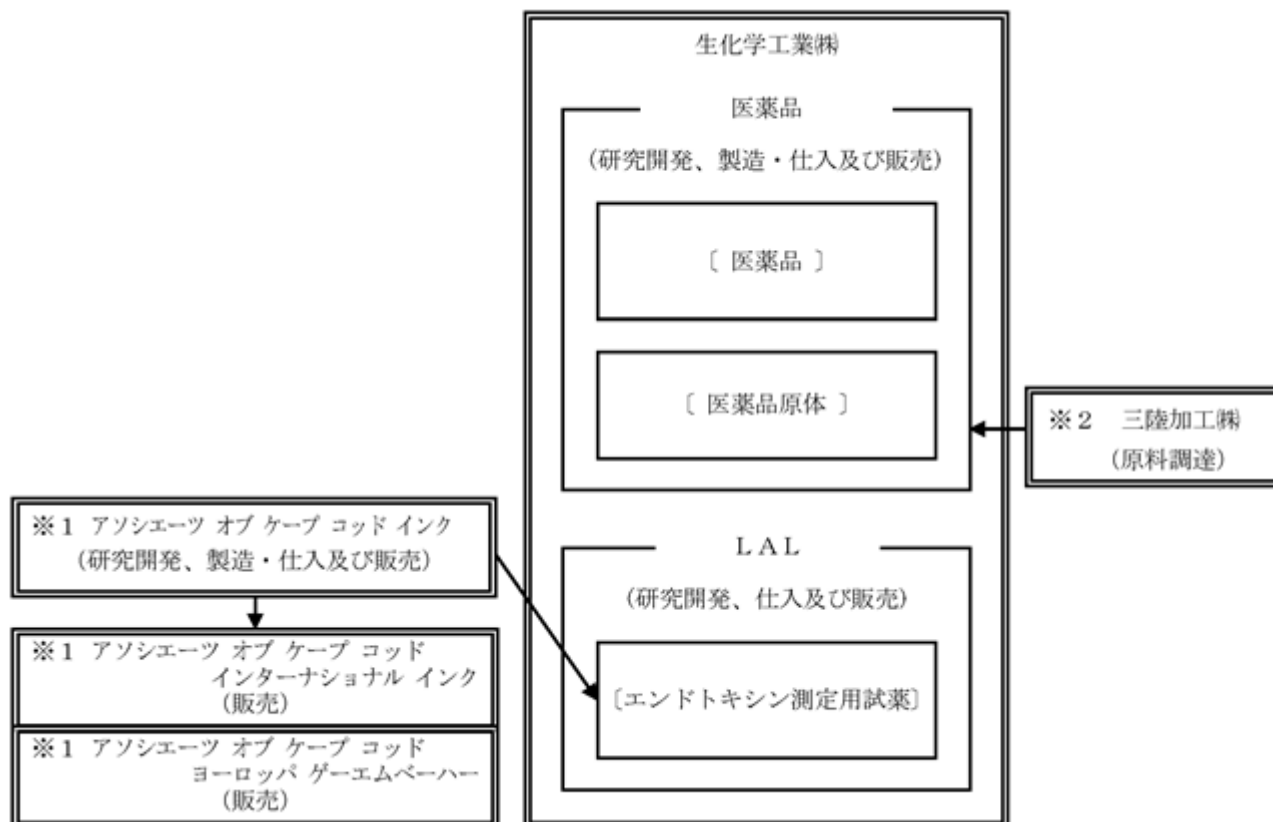 生化学工業㈱
医薬品
(研究開発、製造・仕入及び販売)
〔 医薬品 〕
〔 医薬品原体 〕
※2 三陸加工㈱
(原料調達)
※1 アソシエーツ オブ ケープ コッド インク
(研究開発、製造・仕入及び販売)
LAL
(研究開発、仕入及び販売)
〔エンドトキシン測定用試薬〕
※1 アソシエーツ オブ ケープ コッド
インターナショナル インク
(販売)
※1 アソシエーツ オブ ケープ コッド
ヨーロッパ ゲーエムベーハー
(販売)